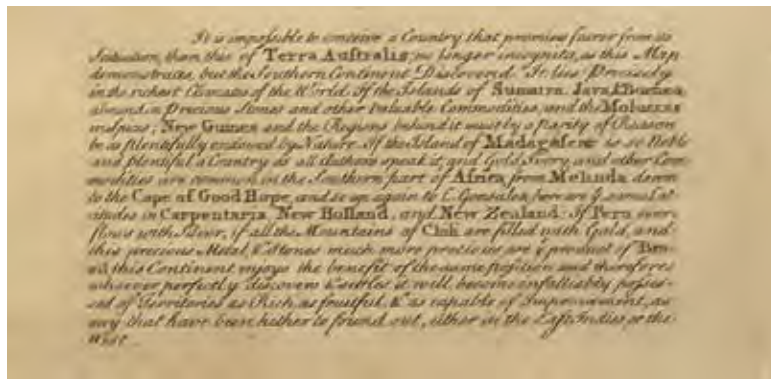 It is impossible to conceive a Country that promises fairer from its
Scituation, than this of Terra Australis; no longer incognita, as this Map
demonstrates, but the Southern Continent Discovered. It lies Precisely
in the richest Climates of the World. If the Islands of Sumatra, Java, & Borneo,
abound in Precious Stones and other Valuable Commodities, and the Moluccas
in Spices; New Guinea and the Regions behind it must by a parity of Reason
be as plentifully endowed by Nature. If the Island of Madagascar is so Noble
and plentiful a Country as all Authors speak it, and Gold, Ivory, and other Com-
modities are common in the Southern part of Africa, from Melinda down
to the Cape of Good Hope, and so up again to C. Gonsalez; here are yͤ same Lat-
itudes in Carpentaria, New Holland, and New Zealand: If Peru over-
flows with Silver, if all the Mountains of Chili are filled with Gold, and
this precious Metal, & Stones much more precious are yͤ product of Bra-
zil, this Continent enjoys the benefit of the same position and therefore
whoever perfectly discovers & settles it will become infalliably posses-
sed of Territories as Rich, as fruitful, & as capable of Improvement, as
any that have been hitherto found out, either in the East Indies or the
West.